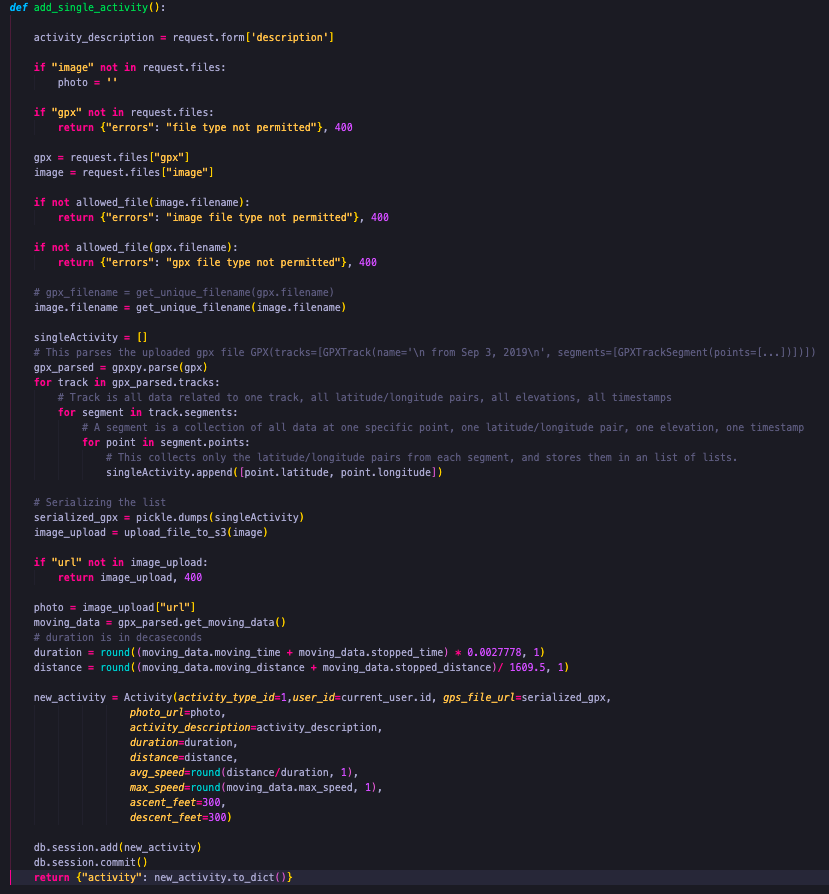 def add_single_activity():
activity_description = request.form['description']
if "image" not in request.files:
photo = ''
if "gpx" not in request.files:
return {"errors": "file type not permitted"}, 400
gpx = request.files["gpx"]
image = request.files["image"]
if not allowed_file(image.filename):
return {"errors": "image file type not permitted"}, 400
if not allowed_file(gpx.filename):
return {"errors": "gpx file type not permitted"}, 400
# gpx_filename = get_unique_filename(gpx.filename)
image.filename = get_unique_filename(image.filename)
singleActivity = []
# This parses the uploaded gpx file GPX(tracks=[GPXTrack(name='\n from Sep 3, 2019\n', segments=[GPXTrackSegment(points=[...])])])
gpx_parsed = gpxpy.parse(gpx)
for track in gpx_parsed.tracks:
# Track is all data related to one track, all latitude/longitude pairs, all elevations, all timestamps
for segment in track.segments:
# A segment is a collection of all data at one specific point, one latitude/longitude pair, one elevation, one timestamp
for point in segment.points:
# This collects only the latitude/longitude pairs from each segment, and stores them in an list of lists.
singleActivity.append([point.latitude, point.longitude])
# Serializing the list
serialized_gpx = pickle.dumps(singleActivity)
image_upload = upload_file_to_s3(image)
if "url" not in image_upload:
return image_upload, 400
photo = image_upload["url"]
moving_data = gpx_parsed.get_moving_data()
# duration is in decaseconds
duration = round((moving_data.moving_time + moving_data.stopped_time) * 0.0027778, 1)
distance = round((moving_data.moving_distance + moving_data.stopped_distance)/ 1609.5, 1)
new_activity = Activity(activity_type_id=1,user_id=current_user.id, gps_file_url=serialized_gpx,
photo_url=photo,
activity_description=activity_description,
duration=duration,
distance=distance,
avg_speed=round(distance/duration, 1),
max_speed=round(moving_data.max_speed, 1),
ascent_feet=300,
descent_feet=300)
db.session.add(new_activity)
db.session.commit()
return {"activity": new_activity.to_dict()}